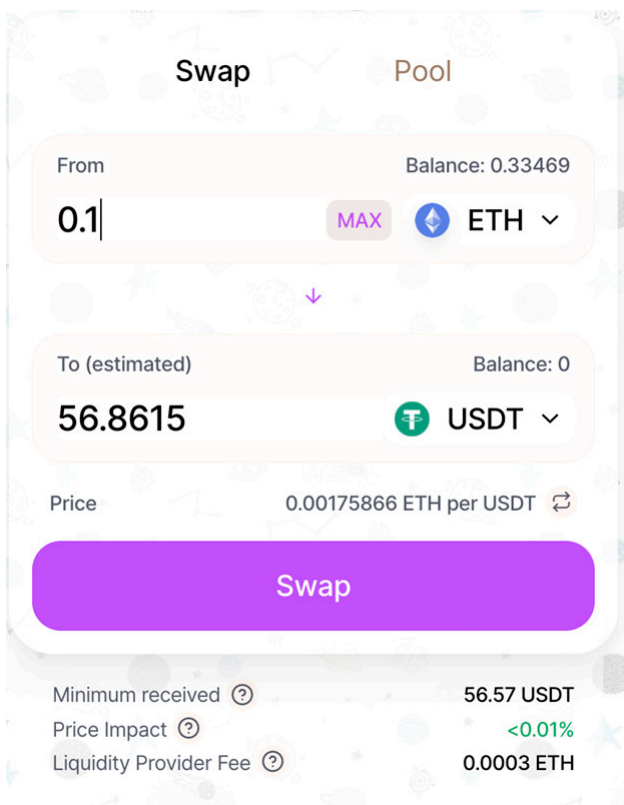 Swap Pool
From Balance: 0.33469
0.1 MAX ETH
To (estimated) Balance: 0
56.8615 USDT
Price 0.00175866 ETH per USDT
Swap
Minimum received ? 56.57 USDT
Price Impact ? <0.01%
Liquidity Provider Fee ? 0.0003 ETH